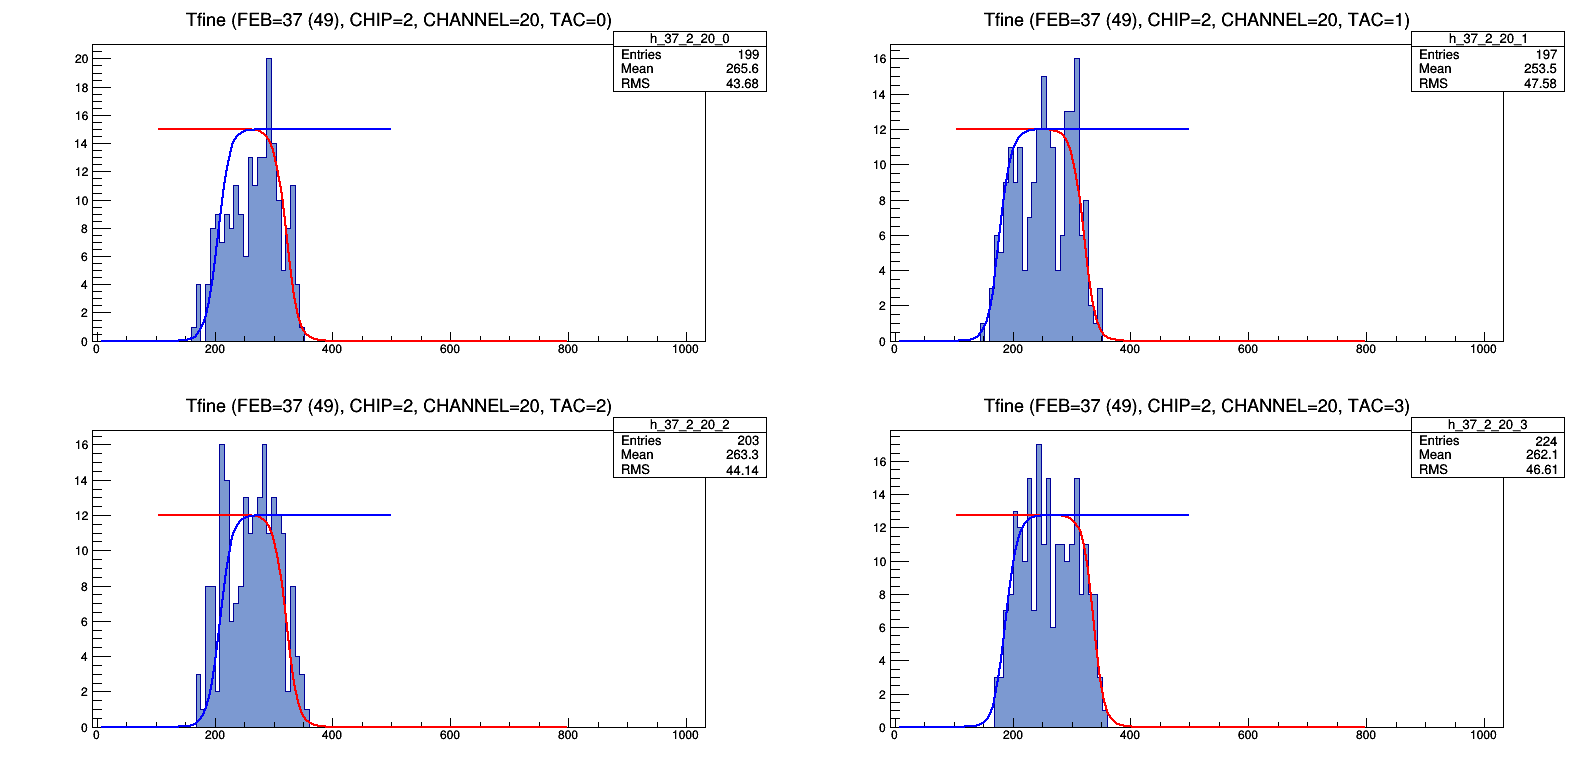 Tfine (FEB=37 (49), CHIP=2, CHANNEL=20, TAC=0)
h_37_2_20_0
Entries 199
Mean 265.6
RMS 43.68
20
18
16
14
12
10
8
6
4
2
0
0 200 400 600 800 1000
Tfine (FEB=37 (49), CHIP=2, CHANNEL=20, TAC=1)
h_37_2_20_1
Entries 197
Mean 253.5
RMS 47.58
16
14
12
10
8
6
4
2
0
0 200 400 600 800 1000
Tfine (FEB=37 (49), CHIP=2, CHANNEL=20, TAC=2)
h_37_2_20_2
Entries 203
Mean 263.3
RMS 44.14
16
14
12
10
8
6
4
2
0
0 200 400 600 800 1000
Tfine (FEB=37 (49), CHIP=2, CHANNEL=20, TAC=3)
h_37_2_20_3
Entries 224
Mean 262.1
RMS 46.61
16
14
12
10
8
6
4
2
0
0 200 400 600 800 1000